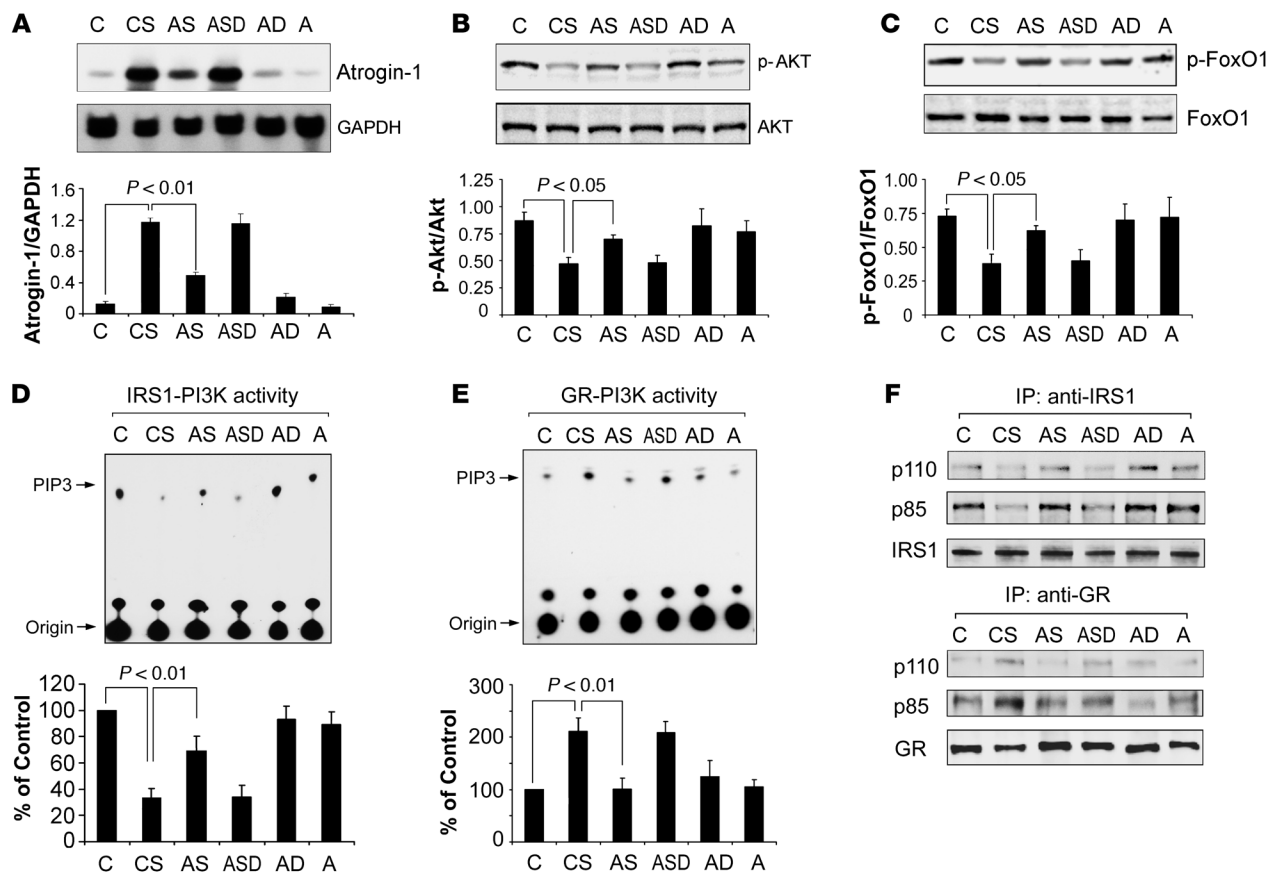 A
C CS AS ASD AD A
Atrogin-1
GAPDH
Atrogin-1/GAPDH
P < 0.01
1.6
1.2
0.8
0.4
0
C CS AS ASD AD A
B
C CS AS ASD AD A
p-AKT
AKT
p-Akt/Akt
P < 0.05
1.25
1.00
0.75
0.50
0.25
0
C CS AS ASD AD A
C
C CS AS ASD AD A
p-FoxO1
FoxO1
p-FoxO1/FoxO1
P < 0.05
1.00
0.75
0.50
0.25
0
C CS AS ASD AD A
D
IRS1-PI3K activity
C CS AS ASD AD A
PIP3
Origin
% of Control
P < 0.01
120
100
80
60
40
20
0
C CS AS ASD AD A
E
GR-PI3K activity
C CS AS ASD AD A
PIP3
Origin
% of Control
P < 0.01
300
200
100
0
C CS AS ASD AD A
F
IP: anti-IRS1
C CS AS ASD AD A
p110
p85
IRS1
IP: anti-GR
C CS AS ASD AD A
p110
p85
GR